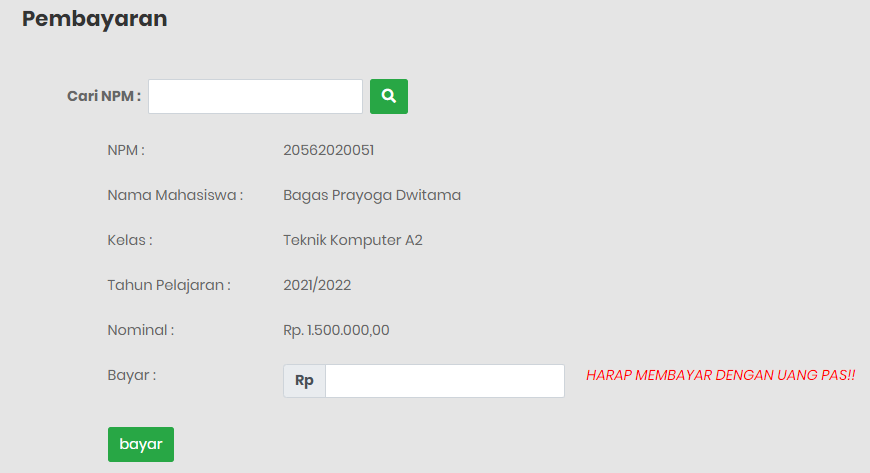 Pembayaran
Cari NPM :
NPM : 20562020051
Nama Mahasiswa : Bagas Prayoga Dwitama
Kelas : Teknik Komputer A2
Tahun Pelajaran : 2021/2022
Nominal : Rp. 1.500.000,00
Bayar : Rp HARAP MEMBAYAR DENGAN UANG PAS!!
bayar